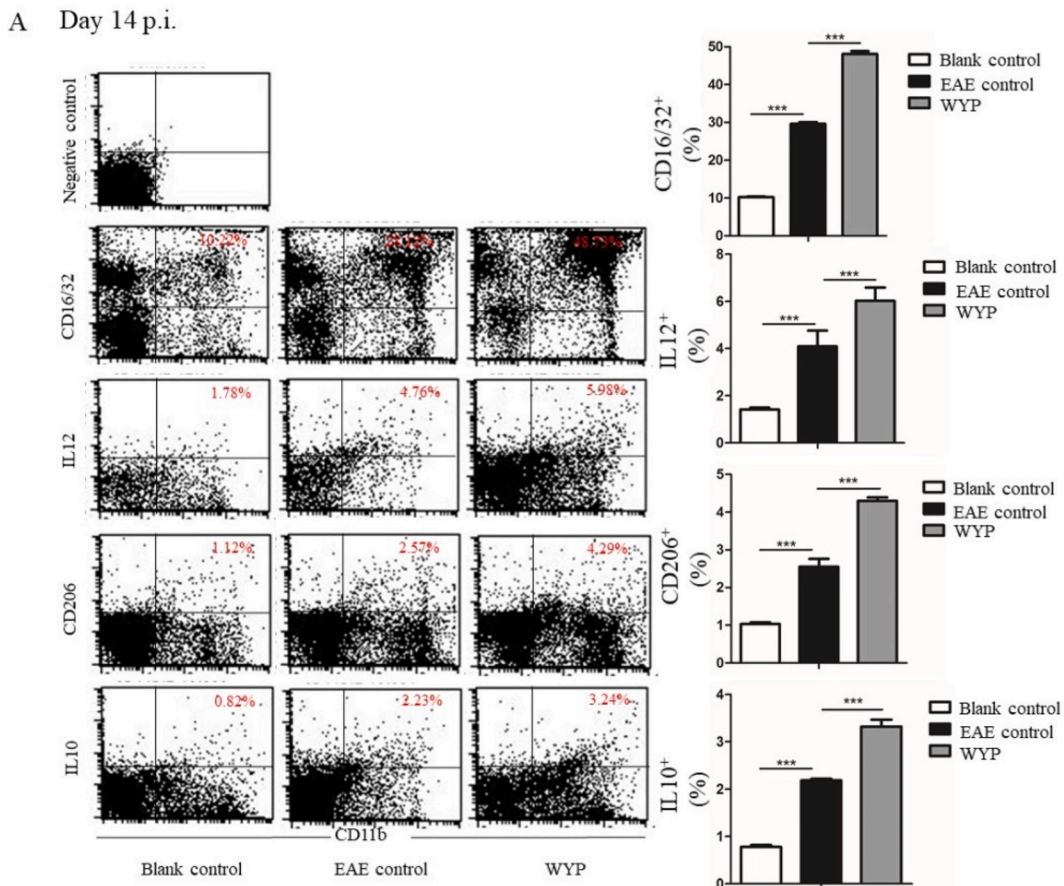 A Day 14 p.i.
Negative control
CD16/32
10.22%
48.73%
IL12
1.78%
4.76%
5.98%
CD206
1.12%
2.57%
4.29%
IL10
0.82%
2.23%
3.24%
CD11b
Blank control
EAE control
WYP
CD16/32⁺
(%)
50
40
30
20
10
0
***
***
Blank control
EAE control
WYP
IL12⁺
(%)
8
6
4
2
0
***
***
Blank control
EAE control
WYP
CD206⁺
(%)
5
4
3
2
1
0
***
***
Blank control
EAE control
WYP
IL10⁺
(%)
4
3
2
1
0
***
***
Blank control
EAE control
WYP